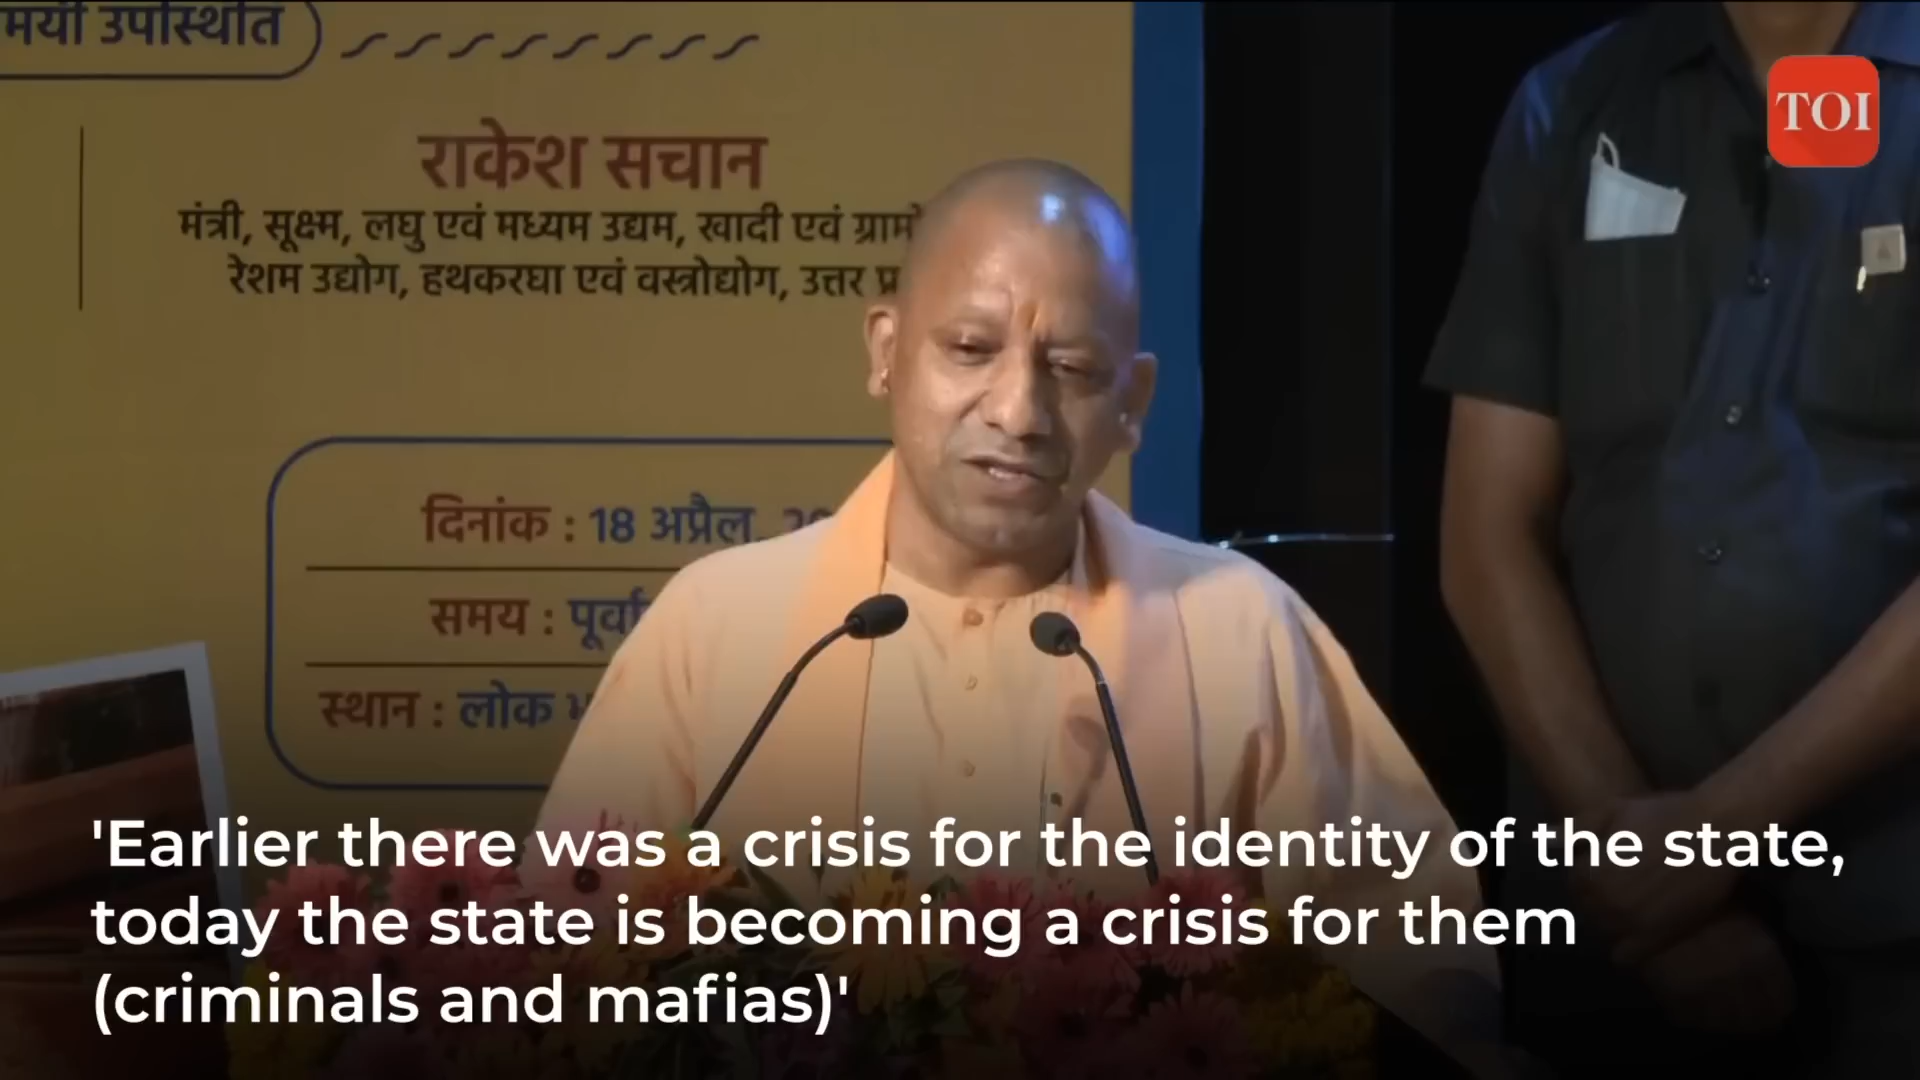 मयी उपस्थिति
TOI
राकेश सचान
मंत्री, सूक्ष्म, लघु एवं मध्यम उद्यम, खादी एवं
रेशम उद्योग, हथकरघा एवं वस्त्रोद्योग, उत्तर
दिनांक : 18 अप्रैल,
समय :
स्थान : लोक
'Earlier there was a crisis for the identity of the state,
today the state is becoming a crisis for them
(criminals and mafias)'